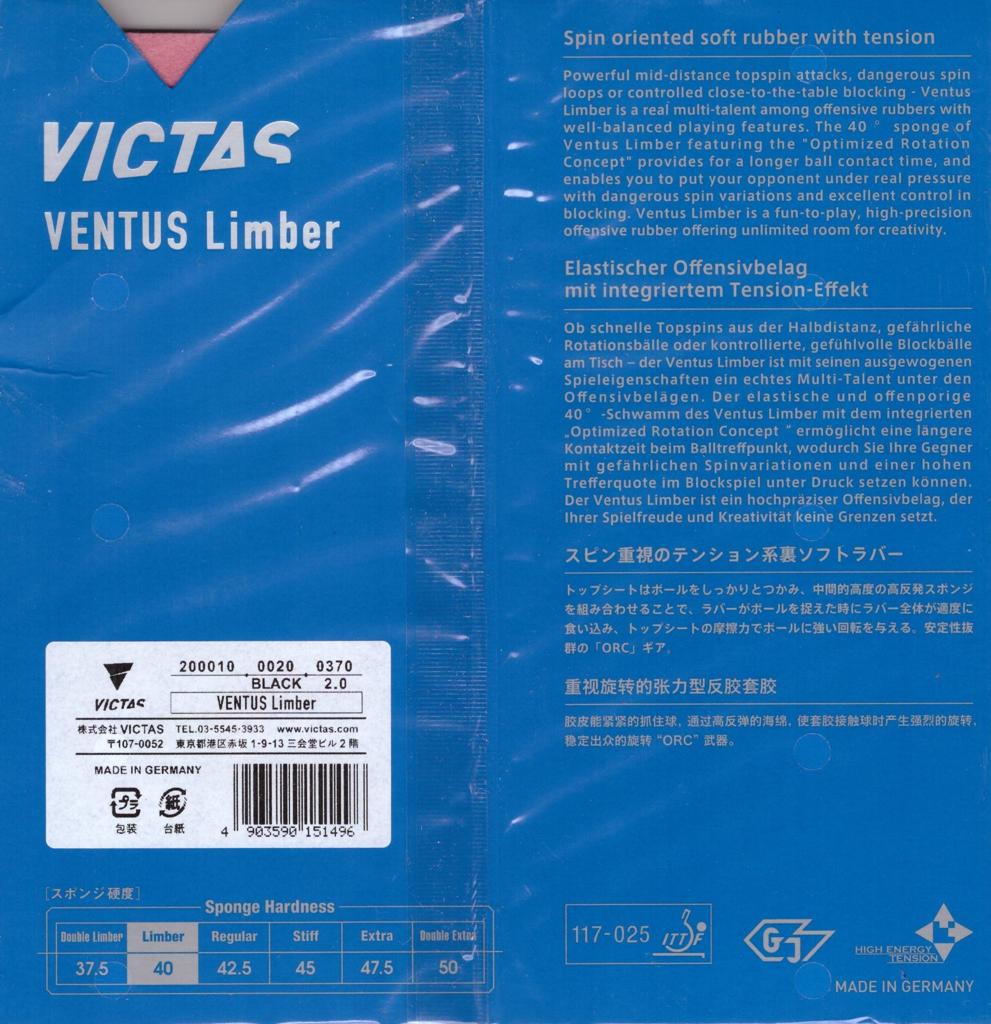 VICTAS
VENTUS Limber
VICTAS
200010 0020 0370
BLACK 2.0
VENTUS Limber
株式会社 VICTAS TEL.03-5545-3933 www.victas.com
〒107-0052 東京都港区赤坂 1-9-13 三会堂ビル 2 階
MADE IN GERMANY
プラ 紙
包装 台紙
4 903590 151496
[スポンジ硬度]
Sponge Hardness
Double Limber Limber Regular Stiff Extra Double Extra
37.5 40 42.5 45 47.5 50
Spin oriented soft rubber with tension
Powerful mid-distance topspin attacks, dangerous spin
loops or controlled close-to-the-table blocking - Ventus
Limber is a real multi-talent among offensive rubbers with
well-balanced playing features. The 40 ° sponge of
Ventus Limber featuring the "Optimized Rotation
Concept" provides for a longer ball contact time, and
enables you to put your opponent under real pressure
with dangerous spin variations and excellent control in
blocking. Ventus Limber is a fun-to-play, high-precision
offensive rubber offering unlimited room for creativity.
Elastischer Offensivbelag
mit integriertem Tension-Effekt
Ob schnelle Topspins aus der Halbdistanz, gefährliche
Rotationsbälle oder kontrollierte, gefühlvolle Blockbälle
am Tisch – der Ventus Limber ist mit seinen ausgewogenen
Spieleigenschaften ein echtes Multi-Talent unter den
Offensivbelägen. Der elastische und offenporige
40° -Schwamm des Ventus Limber mit dem integrierten
„Optimized Rotation Concept “ ermöglicht eine längere
Kontaktzeit beim Balltreffpunkt, wodurch Sie Ihre Gegner
mit gefährlichen Spinvariationen und einer hohen
Trefferquote im Blockspiel unter Druck setzen können.
Der Ventus Limber ist ein hochpräziser Offensivbelag, der
Ihrer Spielfreude und Kreativität keine Grenzen setzt.
スピン重視のテンション系裏ソフトラバー
トップシートはボールをしっかりとつかみ、中間的高度の高反発スポンジ
を組み合わせることで、ラバーがボールを捉えた時にラバー全体が適度に
食い込み、トップシートの摩擦力でボールに強い回転を与える。安定性抜
群の「ORC」ギア。
重视旋转的张力型反胶套胶
胶皮能紧紧的抓住球，通过高反弹的海绵，使套胶接触球时产生强烈的旋转，
稳定出众的旋转 “ORC” 武器。
117-025 ITTF
HIGH ENERGY
TENSION
MADE IN GERMANY